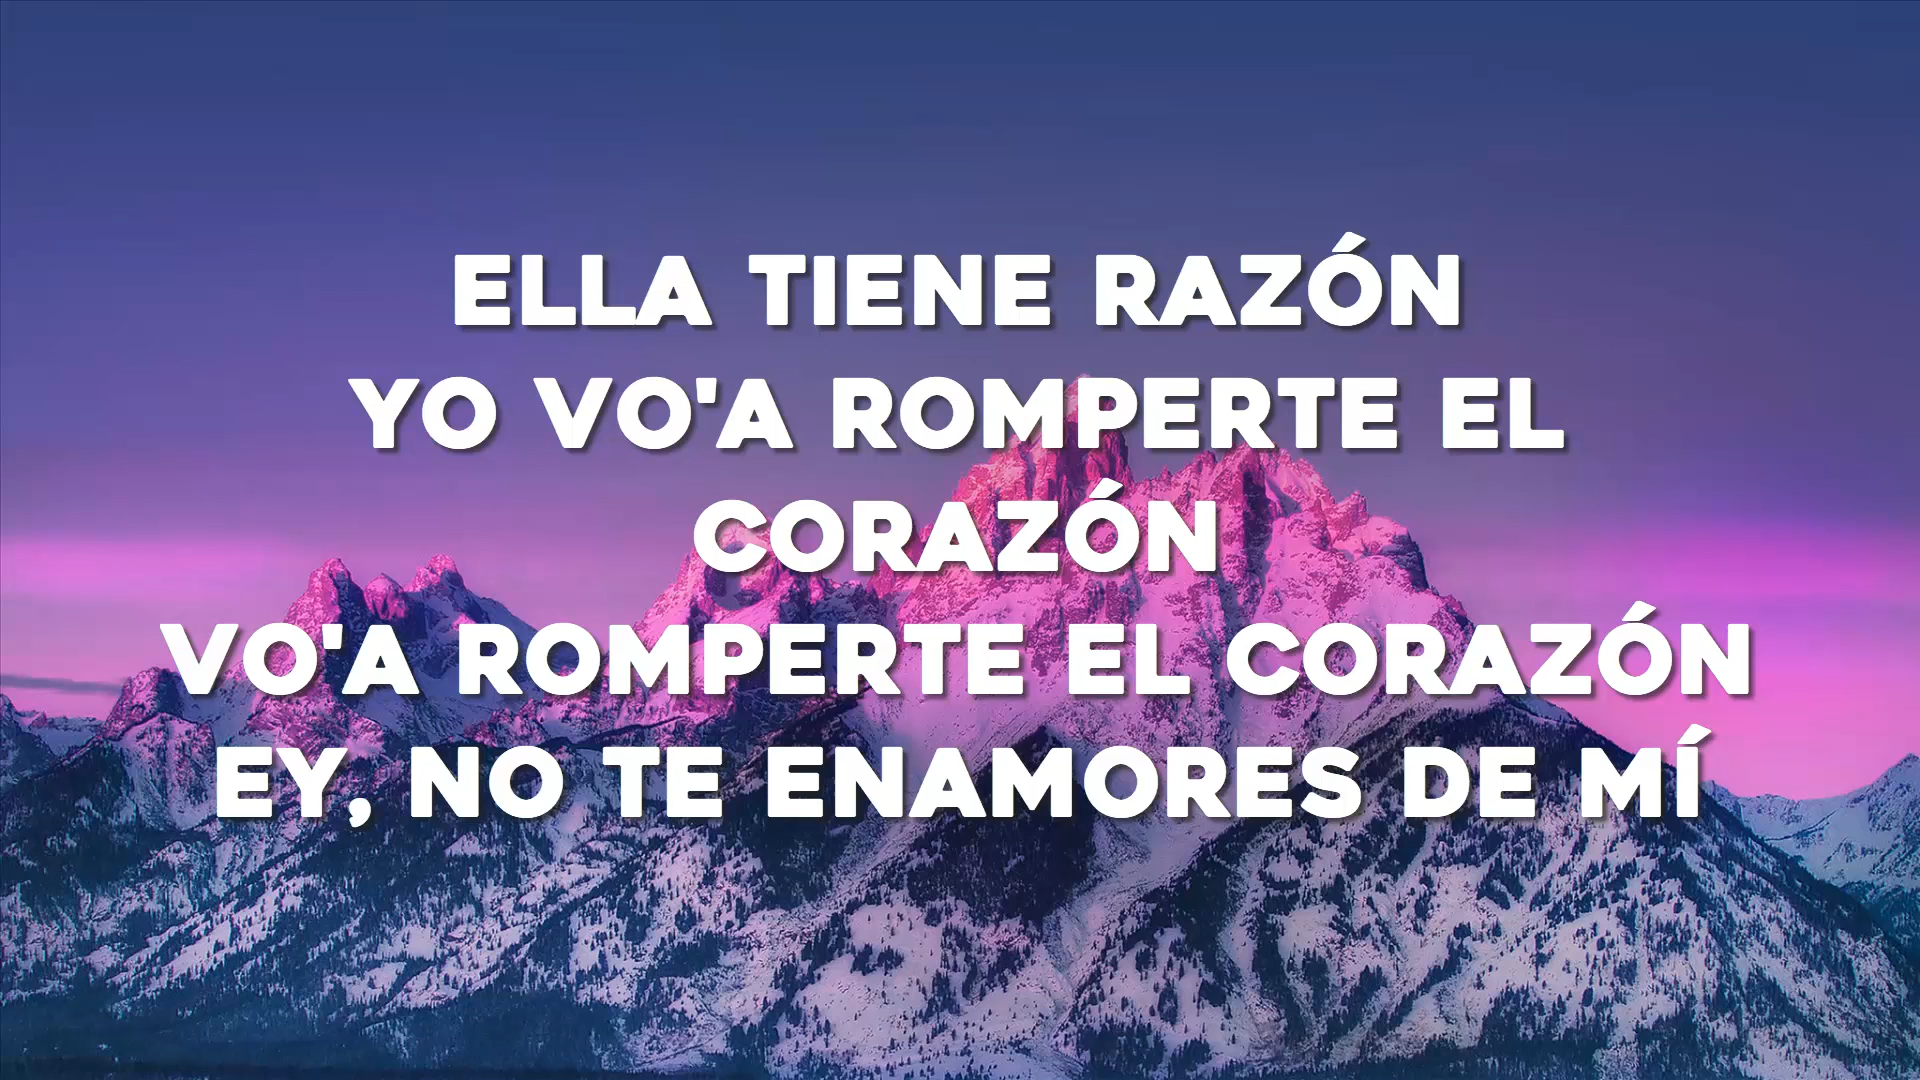 ELLA TIENE RAZÓN
YO VO'A ROMPERTE EL
CORAZÓN
VO'A ROMPERTE EL CORAZÓN
EY, NO TE ENAMORES DE MÍ